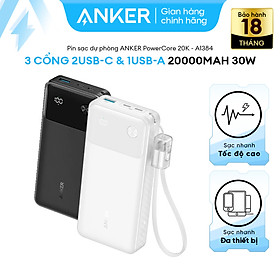 ANKER
Gian hàng
chính hãng
Bảo hành
18
THÁNG
Pin sạc dự phòng ANKER PowerCore 20K - A1384
3 CỔNG 2USB-C & 1USB-A 20000MAH 30W
Sạc nhanh
Tốc độ cao
Sạc nhanh
Đa thiết bị
ANKER